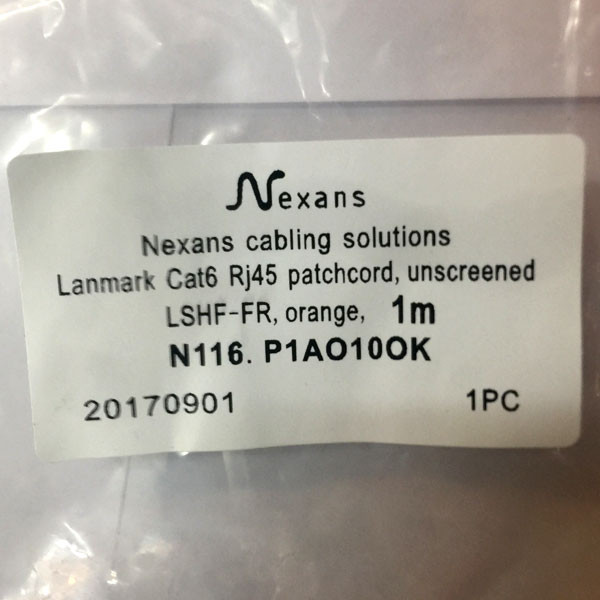 Nexans
Nexans cabling solutions
Lanmark Cat6 Rj45 patchcord, unscreened
LSHF-FR, orange, 1m
N116. P1AO10OK
20170901 1PC